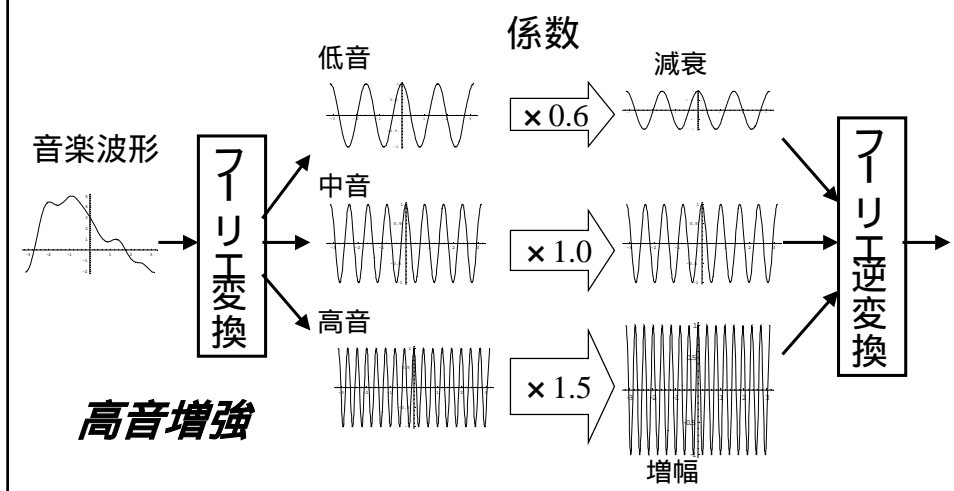 係数
低音
減衰
× 0.6
音楽波形
フーリエ変換
中音
× 1.0
フーリエ逆変換
高音
× 1.5
高音増強
増幅